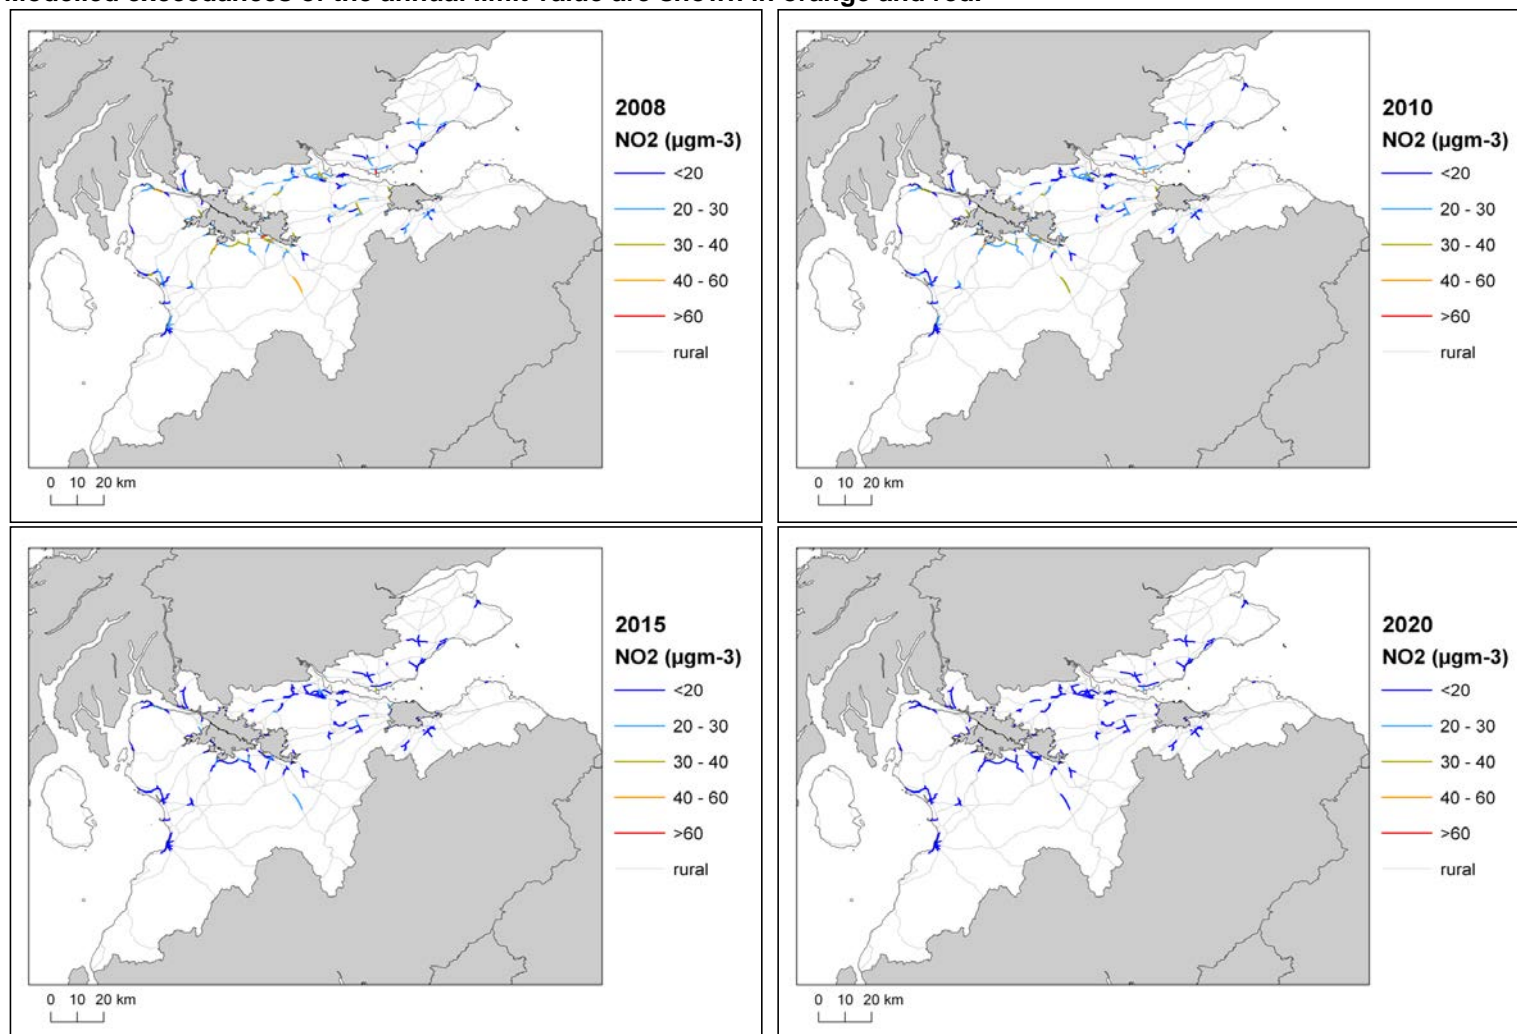 modelled exceedances of the annual limit value are shown in orange and red.
2008
NO2 (µgm-3)
<20
20 - 30
30 - 40
40 - 60
>60
rural
0 10 20 km
2010
NO2 (µgm-3)
<20
20 - 30
30 - 40
40 - 60
>60
rural
0 10 20 km
2015
NO2 (µgm-3)
<20
20 - 30
30 - 40
40 - 60
>60
rural
0 10 20 km
2020
NO2 (µgm-3)
<20
20 - 30
30 - 40
40 - 60
>60
rural
0 10 20 km